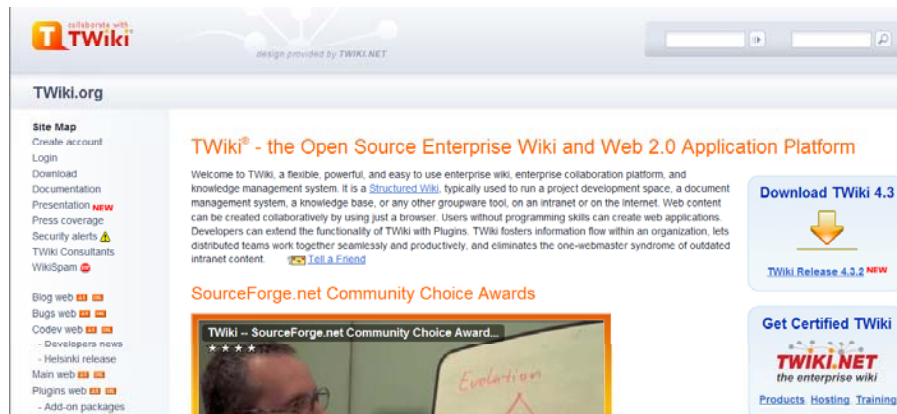 collaborate with
TWiki
design provided by TWIKI.NET
TWiki.org
Site Map
Create account
Login
Download
Documentation
Presentation NEW
Press coverage
Security alerts
TWiki Consultants
WikiSpam
Blog web
Bugs web
Codev web
- Developers news
- Helsinki release
Main web
Plugins web
- Add-on packages
TWiki® - the Open Source Enterprise Wiki and Web 2.0 Application Platform
Welcome to TWiki, a flexible, powerful, and easy to use enterprise wiki, enterprise collaboration platform, and
knowledge management system. It is a Structured Wiki, typically used to run a project development space, a document
management system, a knowledge base, or any other groupware tool, on an intranet or on the Internet. Web content
can be created collaboratively by using just a browser. Users without programming skills can create web applications.
Developers can extend the functionality of TWiki with Plugins. TWiki fosters information flow within an organization, lets
distributed teams work together seamlessly and productively, and eliminates the one-webmaster syndrome of outdated
intranet content. Tell a Friend
SourceForge.net Community Choice Awards
TWiki -- SourceForge.net Community Choice Award...
Evolution
Download TWiki 4.3
TWiki Release 4.3.2 NEW
Get Certified TWiki
TWIKI.NET
the enterprise wiki
Products Hosting Training